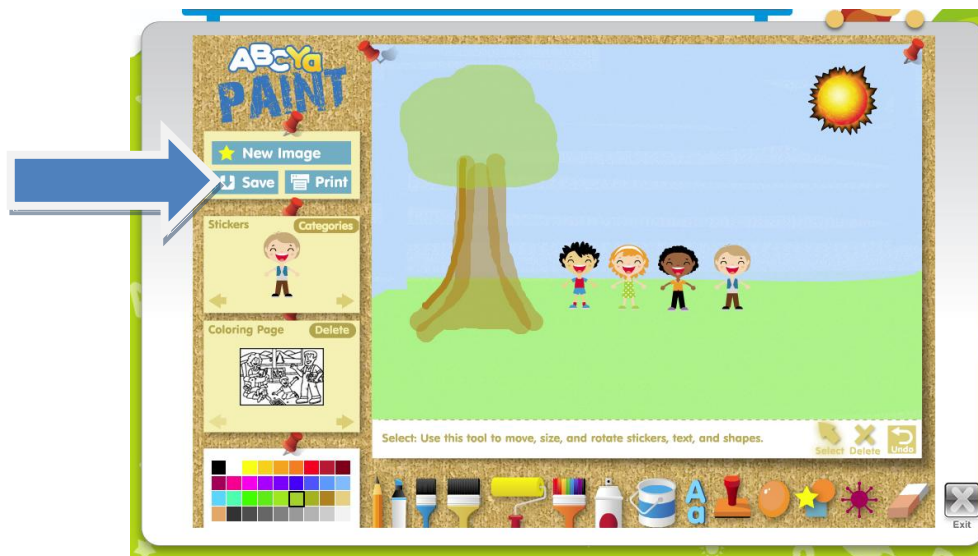 ABCYa
PAINT
New Image
Save
Print
Stickers
Categories
Coloring Page
Delete
Select: Use this tool to move, size, and rotate stickers, text, and shapes.
Select
Delete
Undo
A
a
Exit